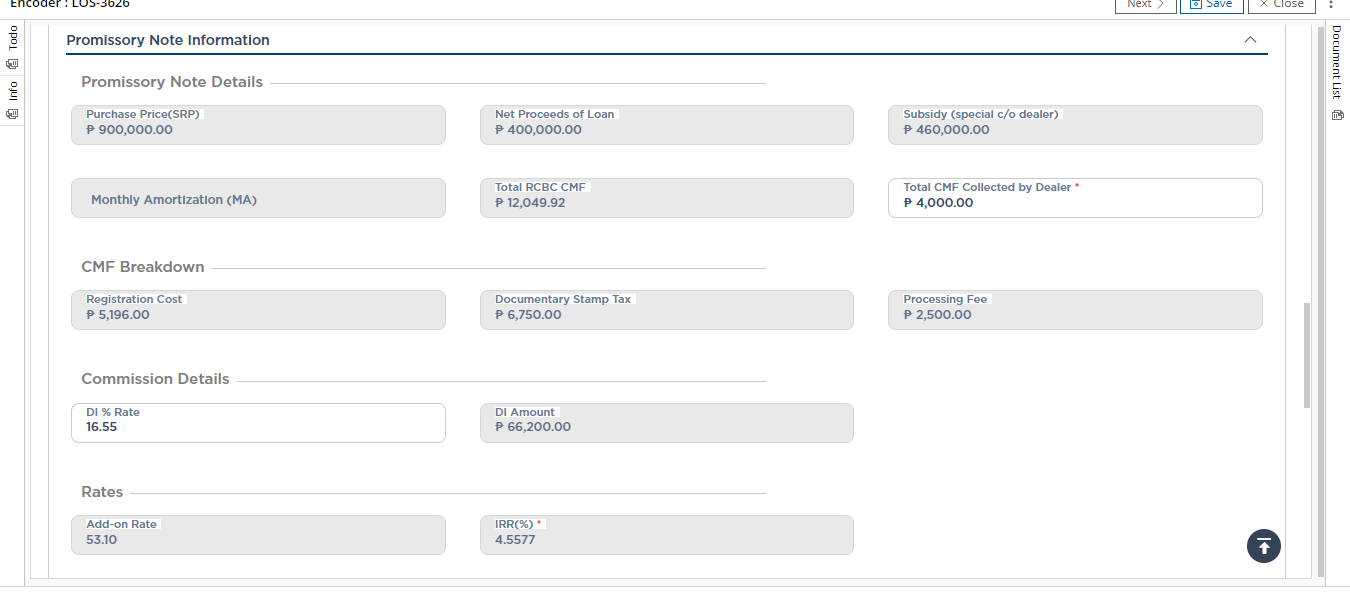 Encoder : LOS-3626
Next
Save
Close
Todo
Info
Document List
Promissory Note Information
Promissory Note Details
Purchase Price(SRP)
₱ 900,000.00
Net Proceeds of Loan
₱ 400,000.00
Subsidy (special c/o dealer)
₱ 460,000.00
Monthly Amortization (MA)
Total RCBC CMF
₱ 12,049.92
Total CMF Collected by Dealer *
₱ 4,000.00
CMF Breakdown
Registration Cost
₱ 5,196.00
Documentary Stamp Tax
₱ 6,750.00
Processing Fee
₱ 2,500.00
Commission Details
DI % Rate
16.55
DI Amount
₱ 66,200.00
Rates
Add-on Rate
53.10
IRR(%) *
4.5577